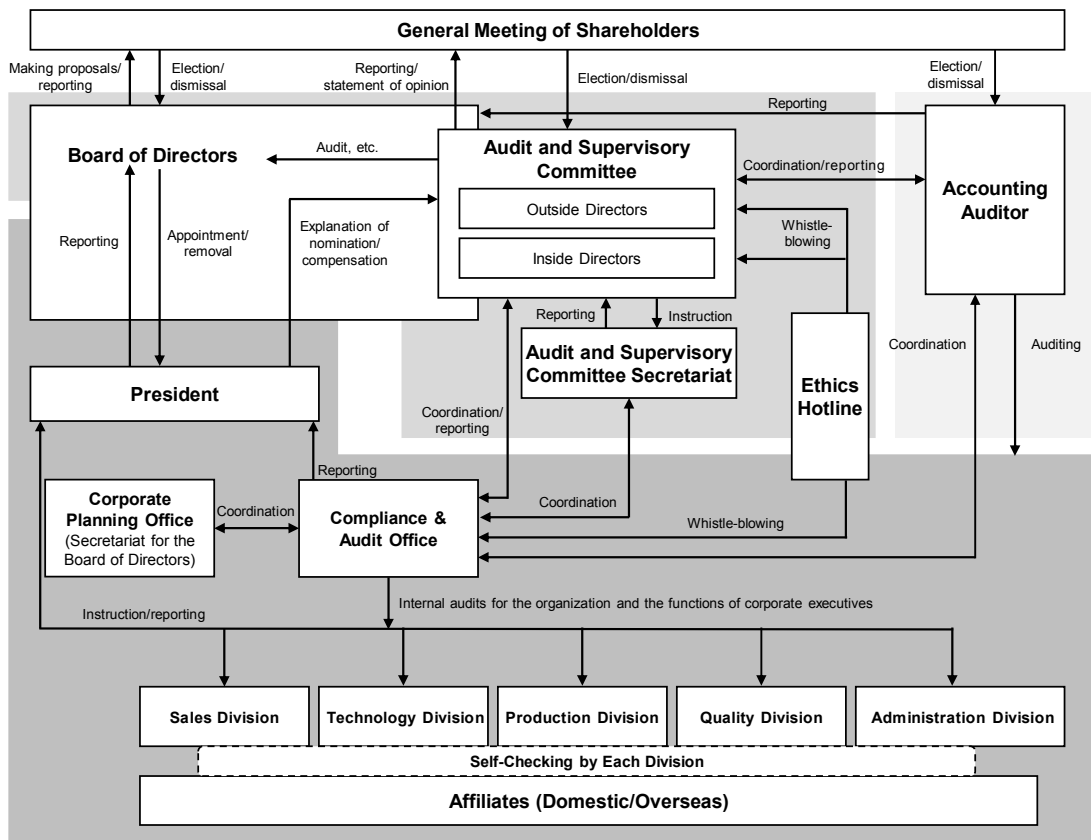 General Meeting of Shareholders
Making proposals/
reporting
Election/
dismissal
Reporting/
statement of opinion
Election/dismissal
Election/
dismissal
Reporting
Board of Directors
Audit, etc.
Audit and Supervisory
Committee
Outside Directors
Inside Directors
Coordination/reporting
Accounting
Auditor
Whistle-
blowing
Reporting
Appointment/
removal
Explanation of
nomination/
compensation
Reporting
Instruction
Audit and Supervisory
Committee Secretariat
Ethics
Hotline
Coordination
Auditing
President
Coordination/
reporting
Reporting
Corporate
Planning Office
(Secretariat for the
Board of Directors)
Coordination
Compliance &
Audit Office
Coordination
Whistle-blowing
Instruction/reporting
Internal audits for the organization and the functions of corporate executives
Sales Division
Technology Division
Production Division
Quality Division
Administration Division
Self-Checking by Each Division
Affiliates (Domestic/Overseas)